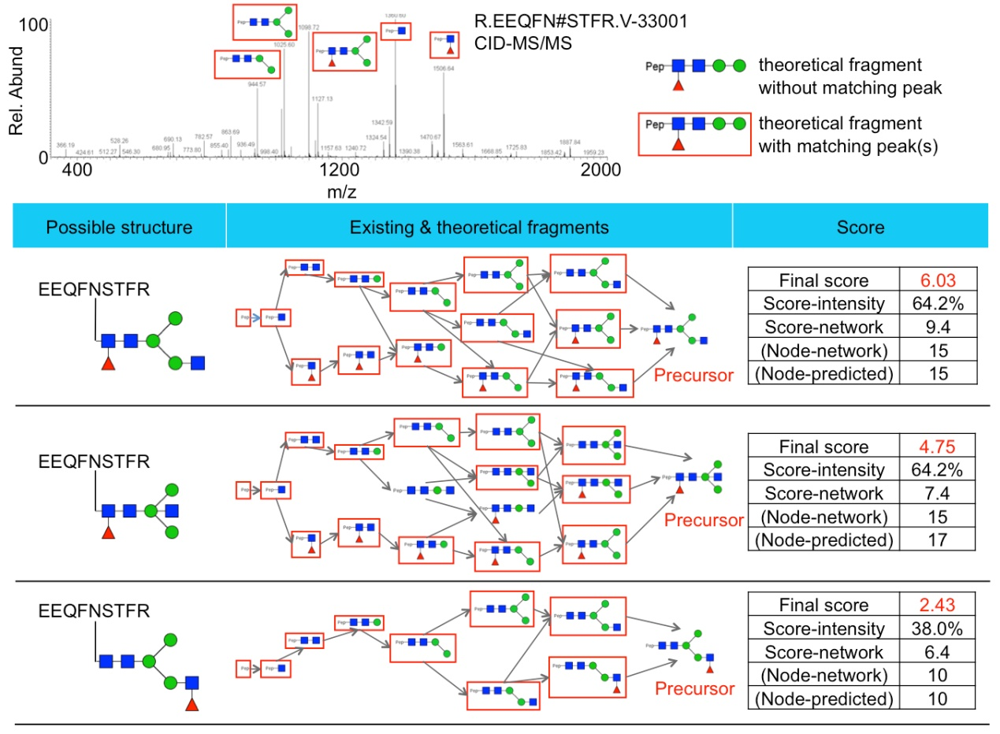 R.EEQFN#STFR.V-33001
CID-MS/MS
100
Rel. Abund
0
1098.72
1025.60
944.57
1127.13
1506.64
1342.59
366.19
424.61
512.27
528.26
546.30
680.95
690.13
773.80
782.57
855.40
863.69
936.49
998.40
1157.63
1240.72
1324.54
1390.38
1470.67
1563.61
1668.85
1725.83
1853.42
1887.84
1959.23
400
1200
2000
m/z
Pep
theoretical fragment
without matching peak
Pep
theoretical fragment
with matching peak(s)
Possible structure
Existing & theoretical fragments
Score
EEQFNSTFR
Precursor
Final score 6.03
Score-intensity 64.2%
Score-network 9.4
(Node-network) 15
(Node-predicted) 15
EEQFNSTFR
Precursor
Final score 4.75
Score-intensity 64.2%
Score-network 7.4
(Node-network) 15
(Node-predicted) 17
EEQFNSTFR
Precursor
Final score 2.43
Score-intensity 38.0%
Score-network 6.4
(Node-network) 10
(Node-predicted) 10